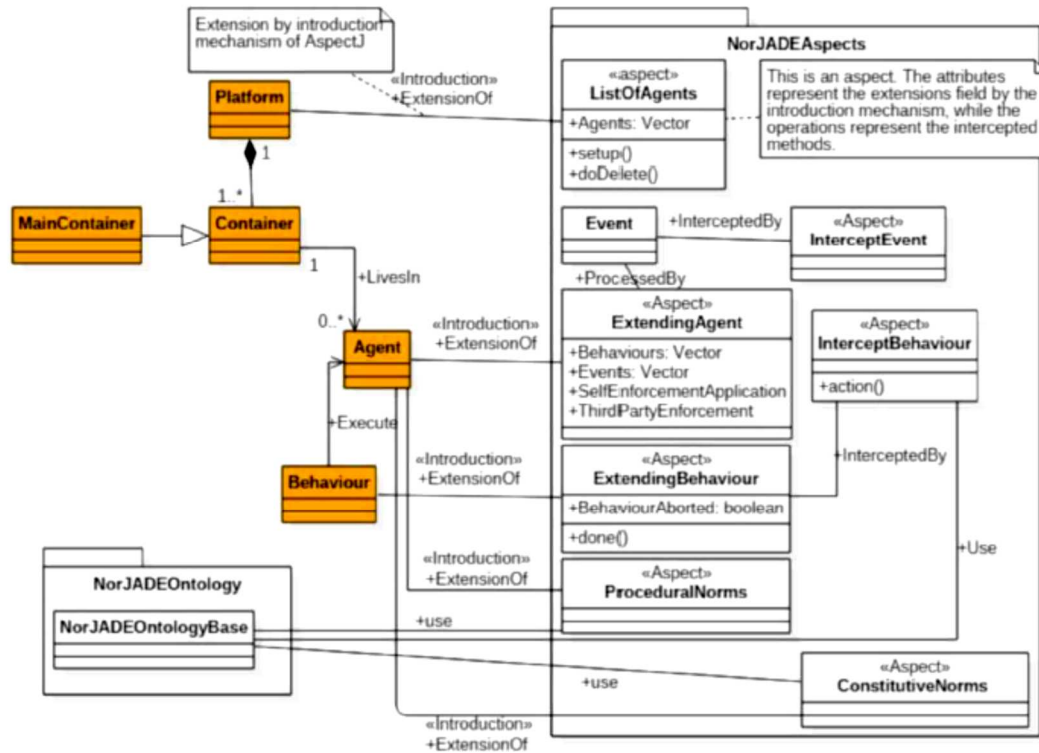 Extension by introduction
mechanism of AspectJ
NorJADEAspects
«Introduction»
+ExtensionOf
«aspect»
ListOfAgents
+Agents: Vector
+setup()
+doDelete()
This is an aspect. The attributes
represent the extensions field by the
introduction mechanism, while the
operations represent the intercepted
methods.
Platform
1
1..*
MainContainer
Container
1
+LivesIn
0..*
Event
+InterceptedBy
«Aspect»
InterceptEvent
+ProcessedBy
Agent
«Introduction»
+ExtensionOf
«Aspect»
ExtendingAgent
+Behaviours: Vector
+Events: Vector
+SelfEnforcementApplication
+ThirdPartyEnforcement
«Aspect»
InterceptBehaviour
+action()
+Execute
+InterceptedBy
Behaviour
«Introduction»
+ExtensionOf
«Aspect»
ExtendingBehaviour
+BehaviourAborted: boolean
+done()
+Use
«Introduction»
+ExtensionOf
«Aspect»
ProceduralNorms
NorJADEOntology
NorJADEOntologyBase
+use
+use
«Aspect»
ConstitutiveNorms
«Introduction»
+ExtensionOf